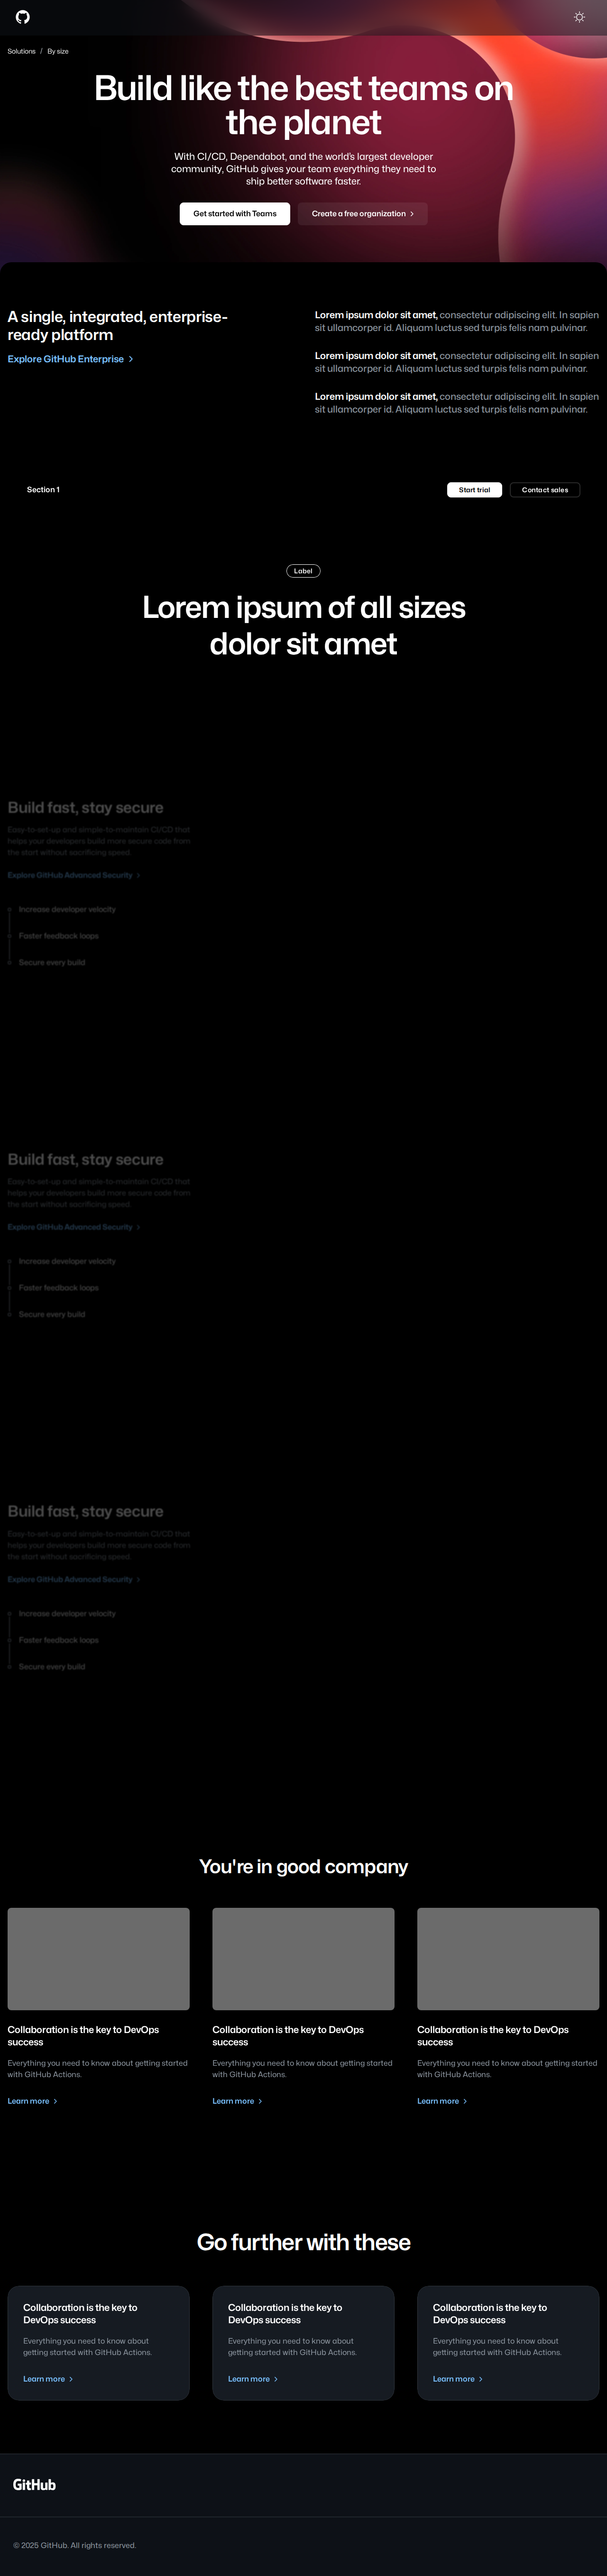 Solutions / By size
Build like the best teams on
the planet
With CI/CD, Dependabot, and the world's largest developer
community, GitHub gives your team everything they need to
ship better software faster.
Get started with Teams
Create a free organization
A single, integrated, enterprise-
ready platform
Explore GitHub Enterprise
Lorem ipsum dolor sit amet, consectetur adipiscing elit. In sapien
sit ullamcorper id. Aliquam luctus sed turpis felis nam pulvinar.
Lorem ipsum dolor sit amet, consectetur adipiscing elit. In sapien
sit ullamcorper id. Aliquam luctus sed turpis felis nam pulvinar.
Lorem ipsum dolor sit amet, consectetur adipiscing elit. In sapien
sit ullamcorper id. Aliquam luctus sed turpis felis nam pulvinar.
Section 1
Start trial
Contact sales
Label
Lorem ipsum of all sizes
dolor sit amet
Build fast, stay secure
Easy-to-set-up and simple-to-maintain CI/CD that
helps your developers build more secure code from
the start without sacrificing speed.
Explore GitHub Advanced Security
Increase developer velocity
Faster feedback loops
Secure every build
Build fast, stay secure
Easy-to-set-up and simple-to-maintain CI/CD that
helps your developers build more secure code from
the start without sacrificing speed.
Explore GitHub Advanced Security
Increase developer velocity
Faster feedback loops
Secure every build
Build fast, stay secure
Easy-to-set-up and simple-to-maintain CI/CD that
helps your developers build more secure code from
the start without sacrificing speed.
Explore GitHub Advanced Security
Increase developer velocity
Faster feedback loops
Secure every build
You're in good company
Collaboration is the key to DevOps
success
Everything you need to know about getting started
with GitHub Actions.
Learn more
Collaboration is the key to DevOps
success
Everything you need to know about getting started
with GitHub Actions.
Learn more
Collaboration is the key to DevOps
success
Everything you need to know about getting started
with GitHub Actions.
Learn more
Go further with these
Collaboration is the key to
DevOps success
Everything you need to know about
getting started with GitHub Actions.
Learn more
Collaboration is the key to
DevOps success
Everything you need to know about
getting started with GitHub Actions.
Learn more
Collaboration is the key to
DevOps success
Everything you need to know about
getting started with GitHub Actions.
Learn more
GitHub
© 2025 GitHub. All rights reserved.